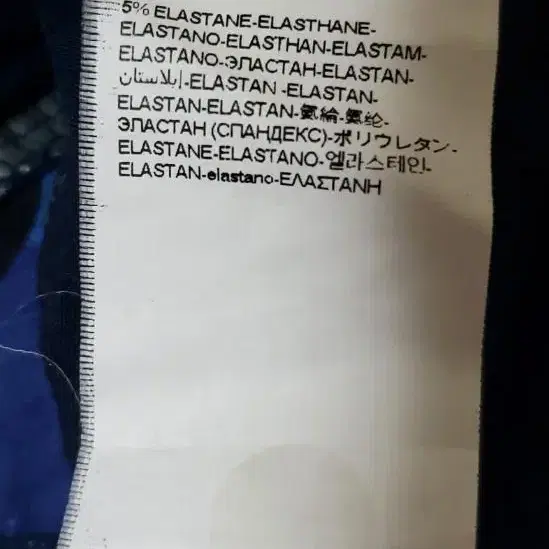 5% ELASTANE-ELASTHANE-
ELASTANO-ELASTHAN-ELASTAM-
ELASTANO-ЭЛАСТАН-ELASTAN-
إيلاستان-ELASTAN -ELASTAN-
ELASTAN-ELASTAN-氨綸-氨纶-
ЭЛАСТАН (СПАНДЕКС)-ポリウレタン-
ELASTANE-ELASTANO-엘라스테인-
ELASTAN-elastano-ΕΛΑΣΤΑΝΗ